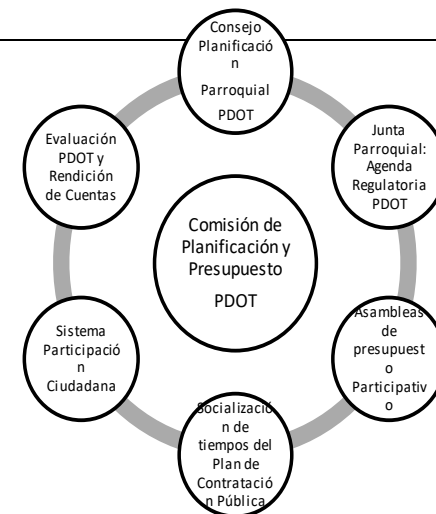 Consejo
Planificació
n
Parroquial
PDOT
Junta
Parroquial:
Agenda
Regulatoria
PDOT
Asambleas
de
presupuest
o
Participativ
o
Socializació
n de
tiempos del
Plan de
Contratació
n Pública
Sistema
Participació
n
Ciudadana
Evaluación
PDOT y
Rendición
de Cuentas
Comisión de
Planificación y
Presupuesto
PDOT